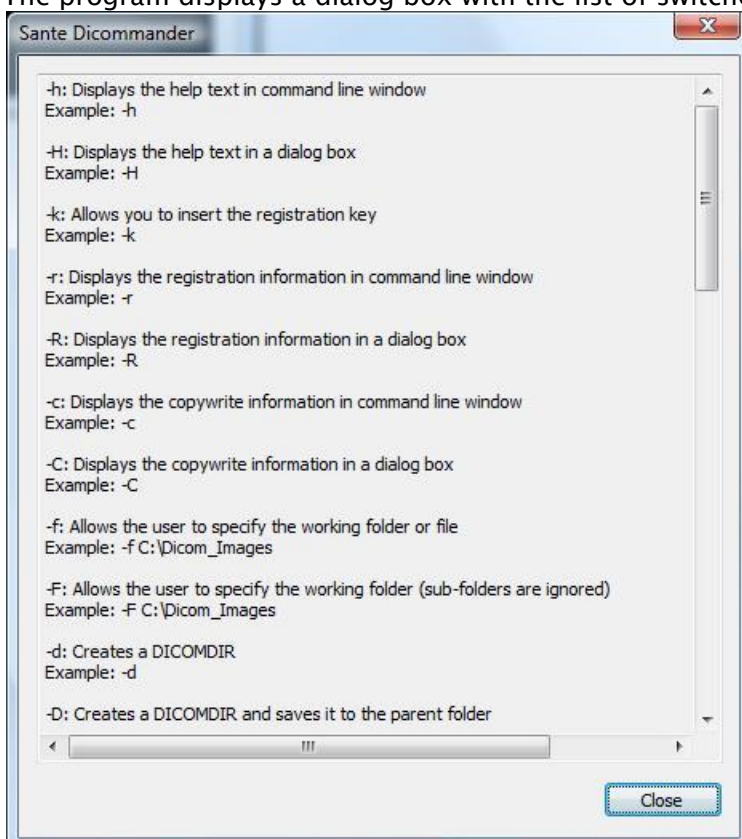 The program displays a dialog box with the list of switch
Sante Dicommander
-h: Displays the help text in command line window
Example: -h
-H: Displays the help text in a dialog box
Example: -H
-k: Allows you to insert the registration key
Example: -k
-r: Displays the registration information in command line window
Example: -r
-R: Displays the registration information in a dialog box
Example: -R
-c: Displays the copywrite information in command line window
Example: -c
-C: Displays the copywrite information in a dialog box
Example: -C
-f: Allows the user to specify the working folder or file
Example: -f C:\Dicom_Images
-F: Allows the user to specify the working folder (sub-folders are ignored)
Example: -F C:\Dicom_Images
-d: Creates a DICOMDIR
Example: -d
-D: Creates a DICOMDIR and saves it to the parent folder
Close